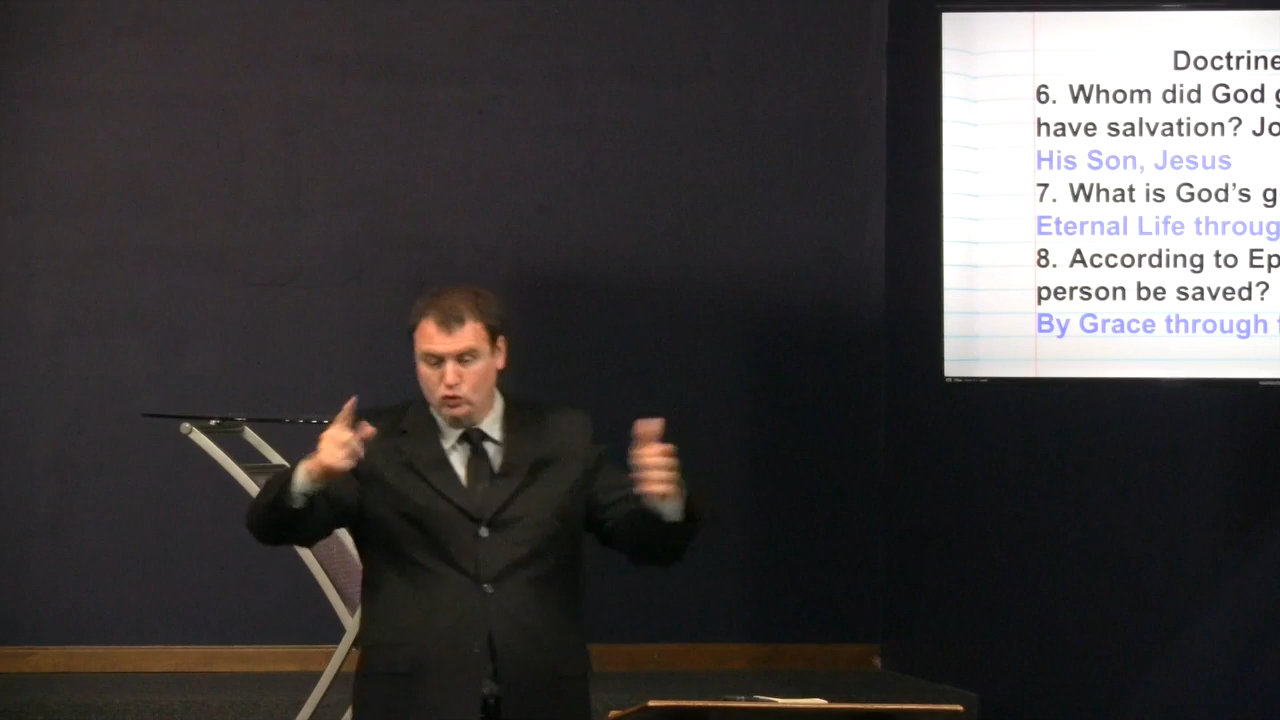 Doctrine
6. Whom did God
have salvation? Jo
His Son, Jesus
7. What is God's g
Eternal Life throug
8. According to Ep
person be saved?
By Grace through